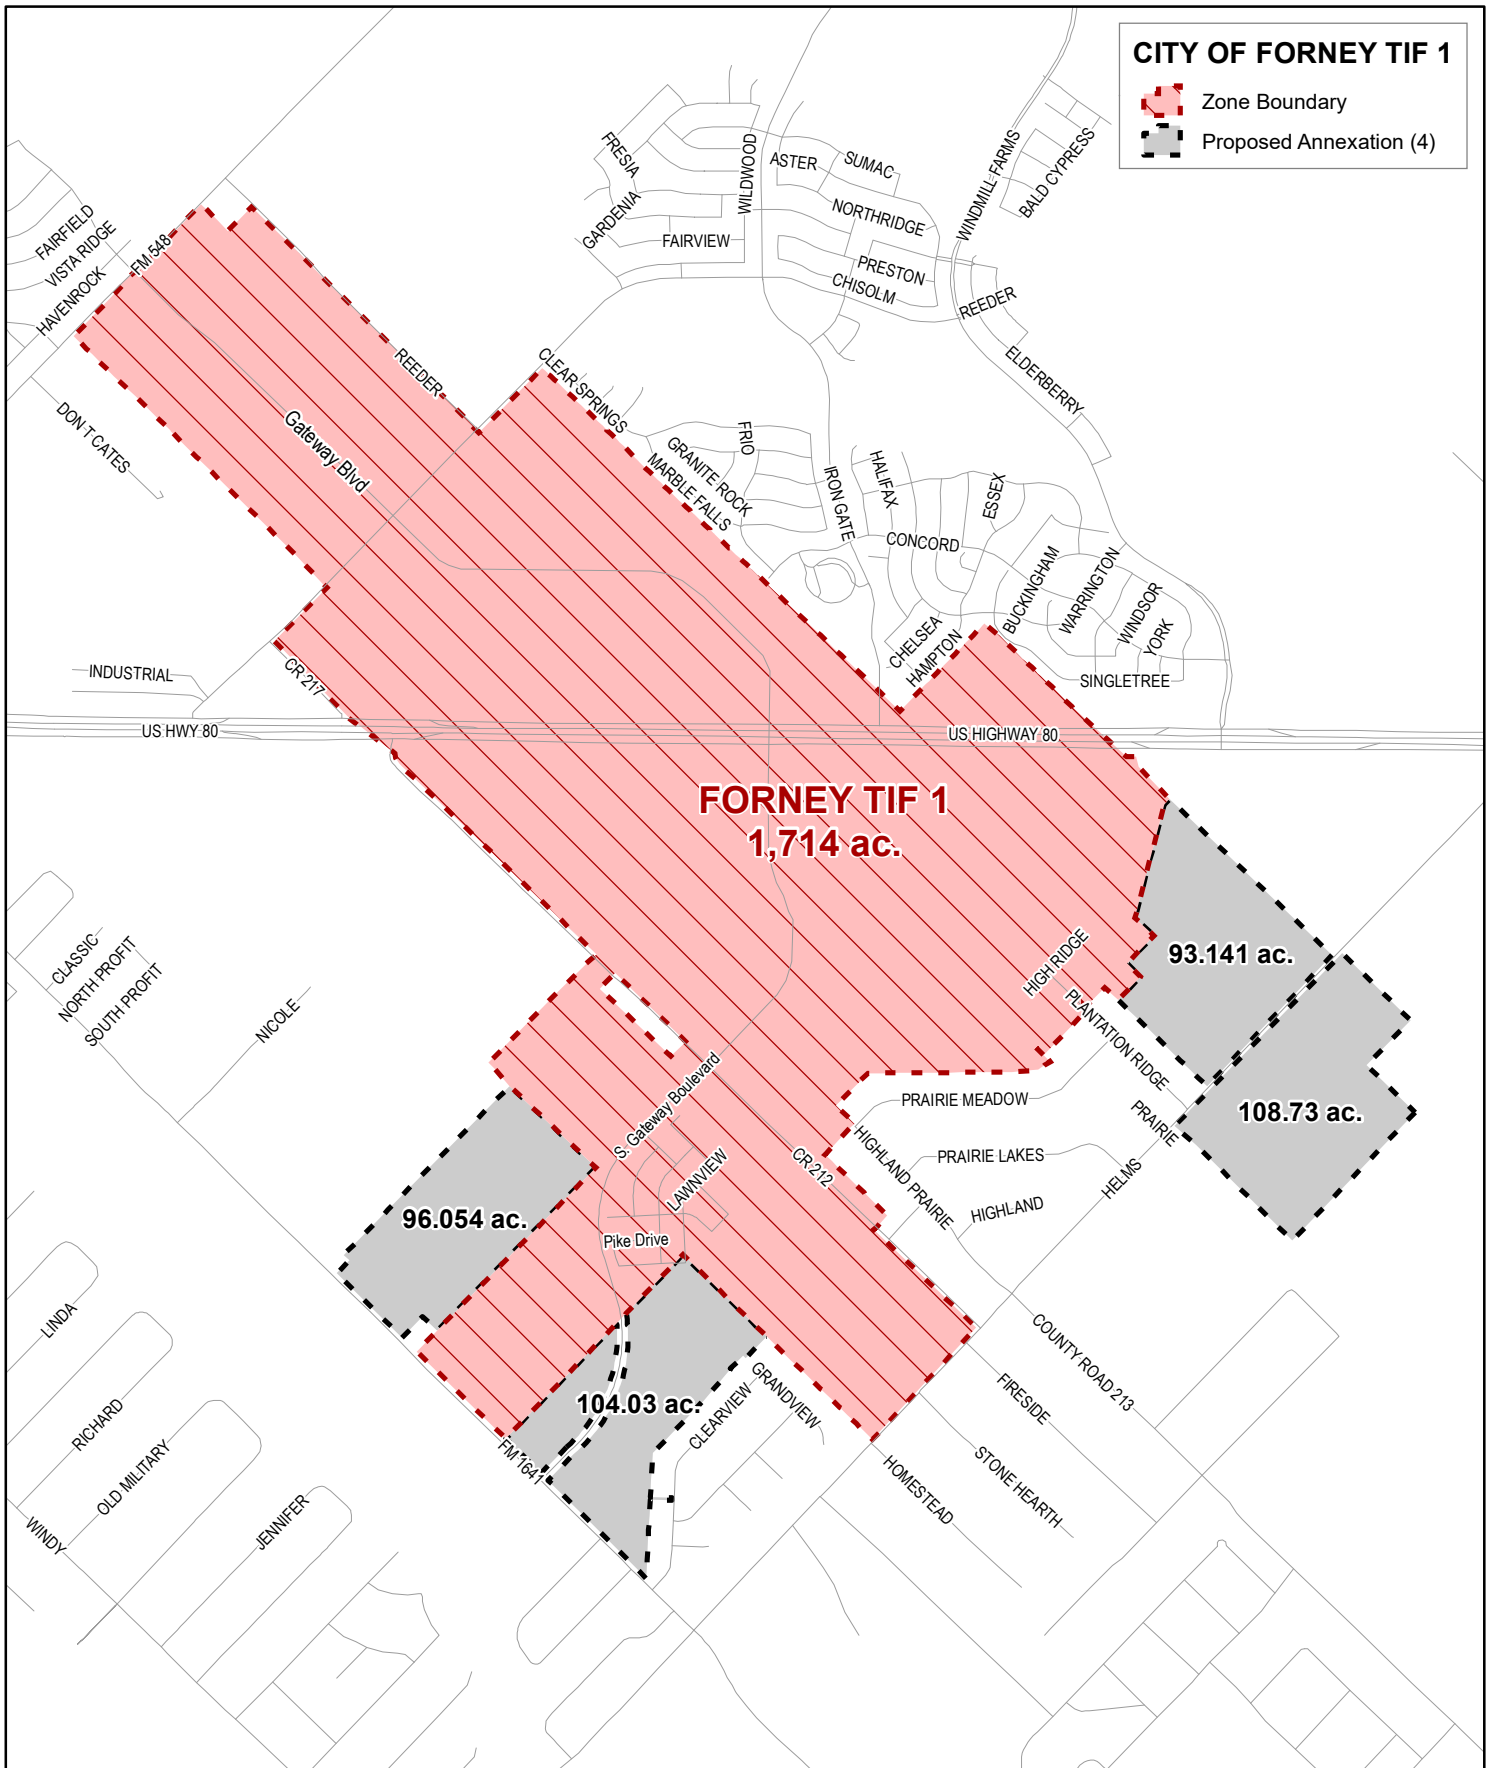 CITY OF FORNEY TIF 1
Zone Boundary
Proposed Annexation (4)
FRESIA
WILDWOOD
ASTER
SUMAC
WINDMILL FARMS
BALD CYPRESS
GARDENIA
FAIRVIEW
NORTHRIDGE
FAIRFIELD
VISTA RIDGE
HAVENROCK
FM 548
PRESTON
CHISOLM
REEDER
ELDERBERRY
REEDER
CLEAR SPRINGS
DON T CATES
Gateway Blvd
FRIO
GRANITE ROCK
MARBLE FALLS
IRON GATE
HALIFAX
ESSEX
CONCORD
BUCKINGHAM
WARRINGTON
WINDSOR
YORK
CHELSEA
HAMPTON
SINGLETREE
INDUSTRIAL
CR 217
US HWY 80
US HIGHWAY 80
FORNEY TIF 1
1,714 ac.
93.141 ac.
CLASSIC
NORTH PROFIT
SOUTH PROFIT
NICOLE
HIGH RIDGE
PLANTATION RIDGE
S. Gateway Boulevard
PRAIRIE MEADOW
PRAIRIE
108.73 ac.
CR 212
HIGHLAND PRAIRIE
PRAIRIE LAKES
HELMS
LAWNVIEW
HIGHLAND
96.054 ac.
Pike Drive
LINDA
COUNTY ROAD 213
104.03 ac.
CLEARVIEW
GRANDVIEW
FIRESIDE
RICHARD
FM 1641
OLD MILITARY
STONE HEARTH
HOMESTEAD
JENNIFER
WINDY